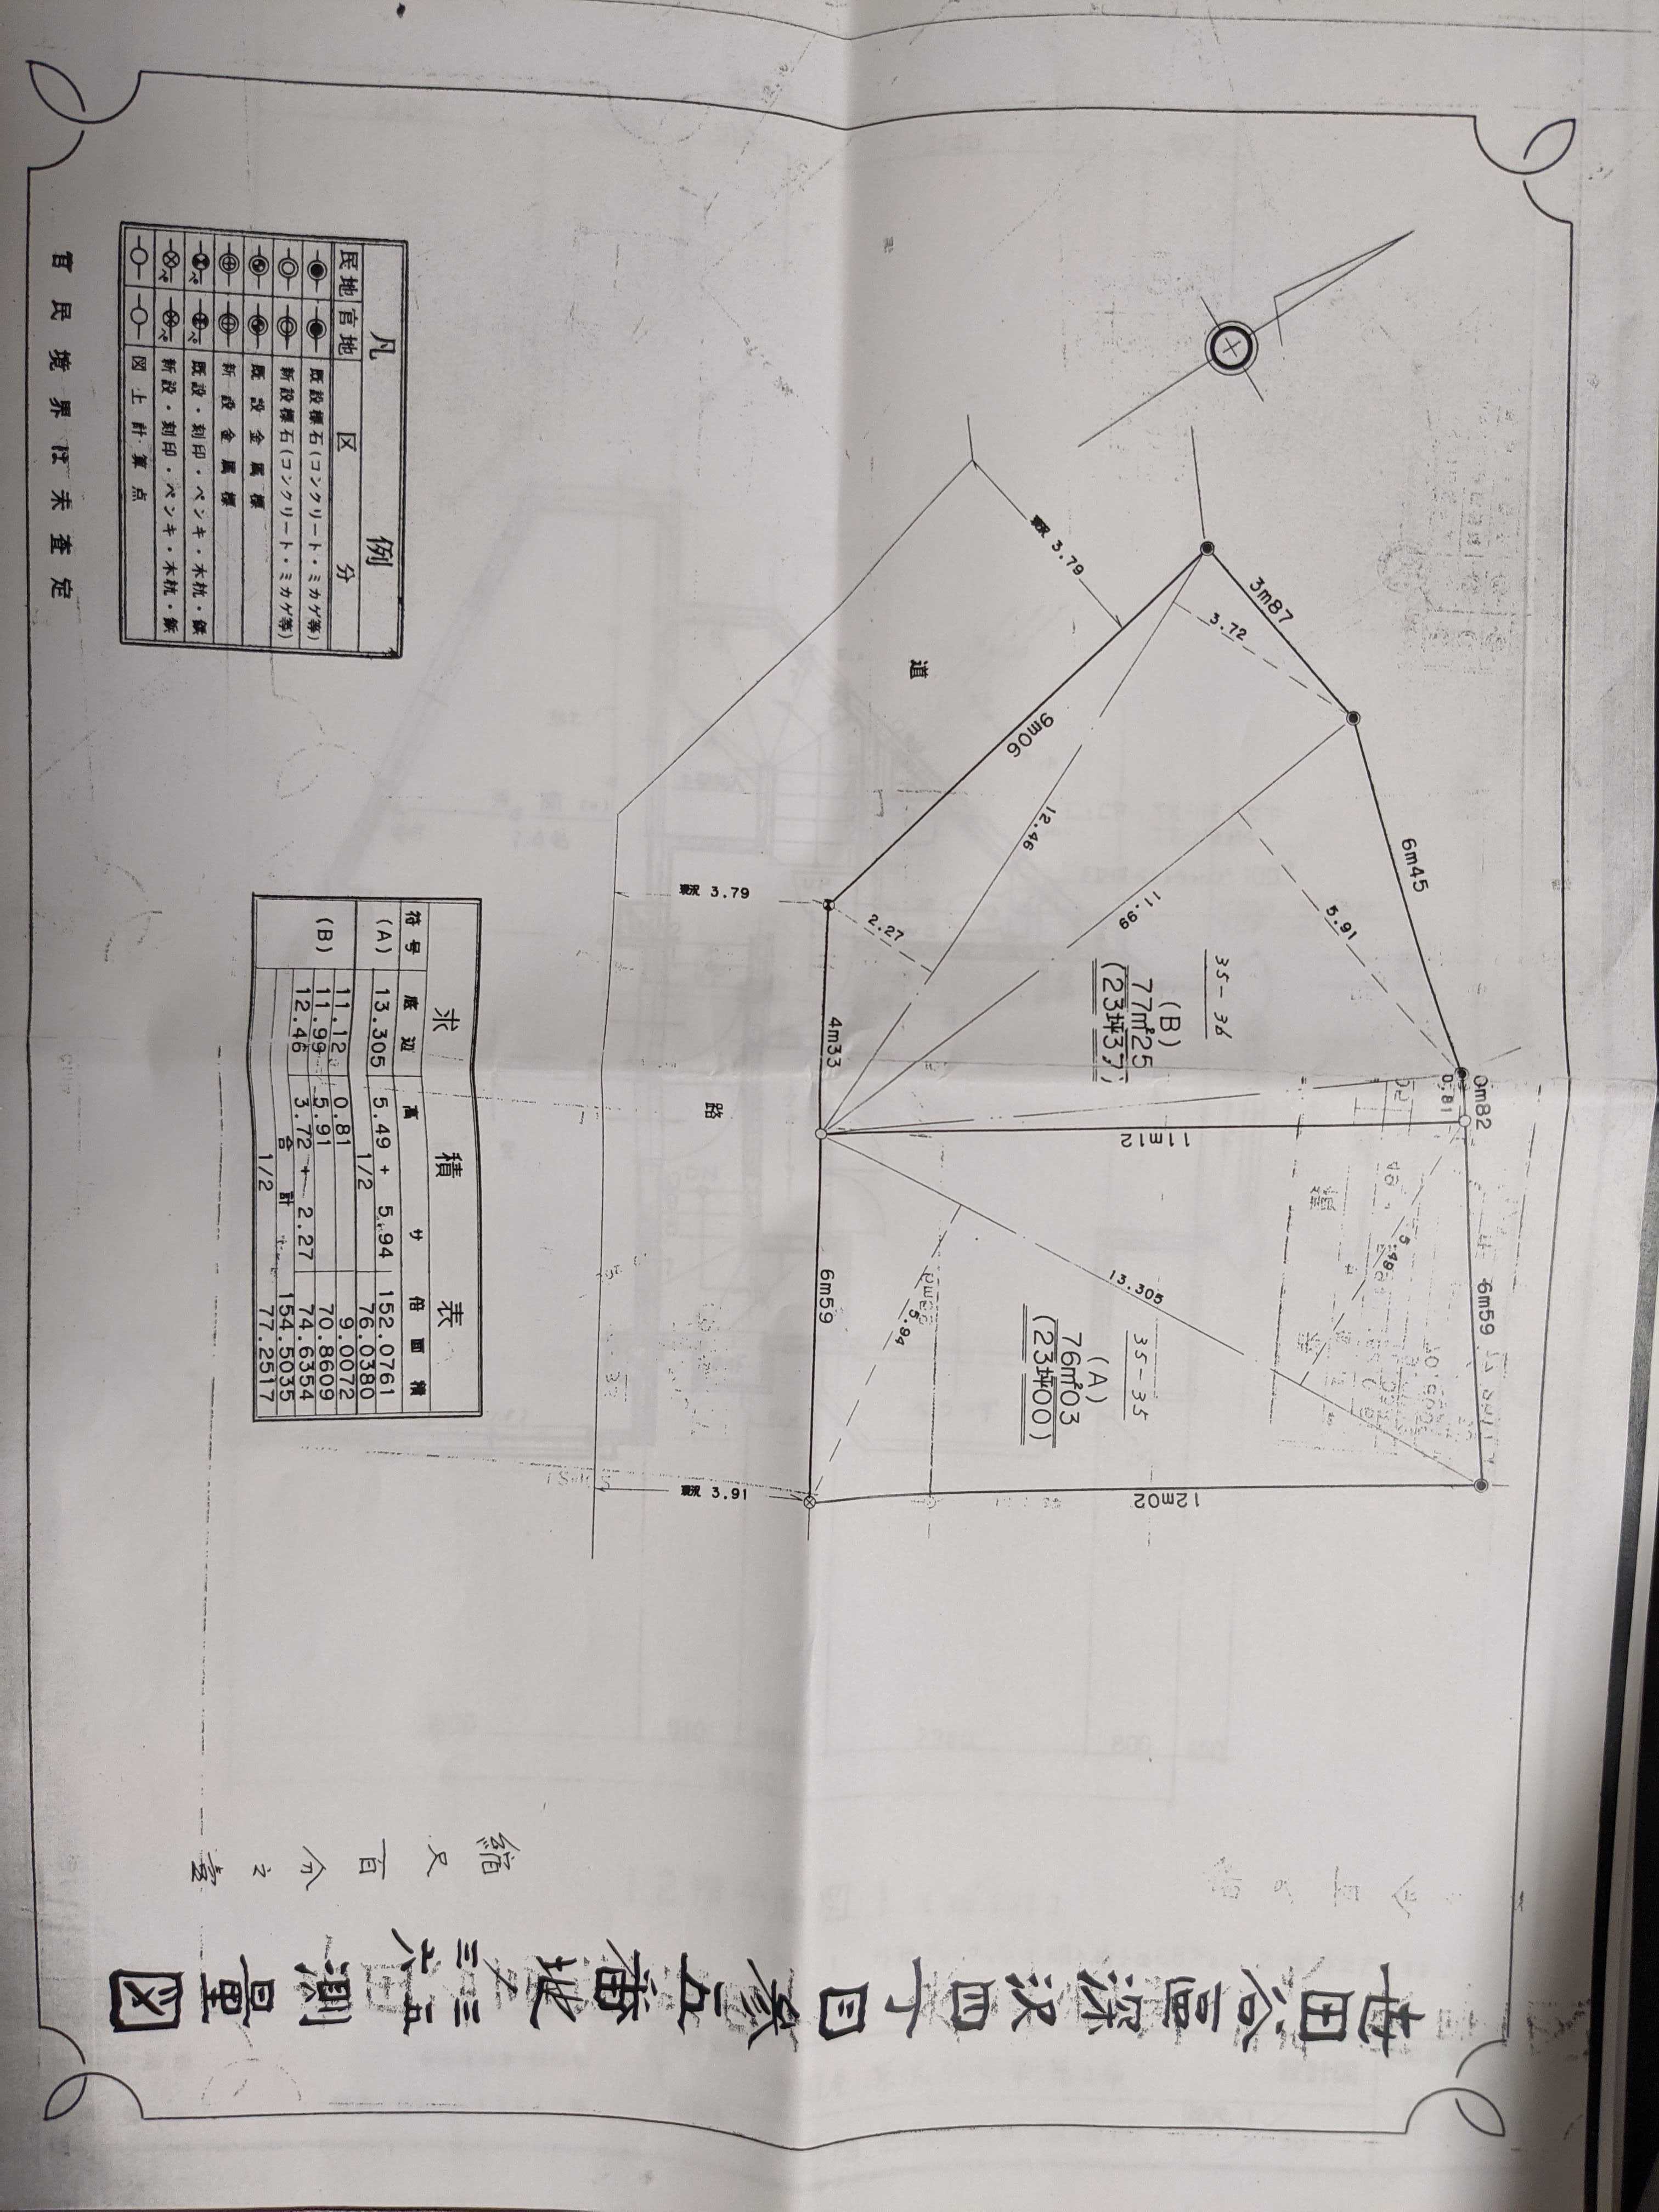 世田谷区深沢四丁目参五番地ノ三五三六測量図
縮尺百分之壹
(A)
76m²03
(23坪00)
35-35
(B)
77m²25
(23坪37)
35-36
3m87
3.72
6m45
5.91
0m82
0.81
6m59
5.49
9m06
12.46
11.99
2.27
4m33
11m12
13.305
5.94
6m59
12m02
道
路
現況 3.79
現況 3.79
現況 3.91
求積表
符号 底辺 高サ 倍面積
(A) 13.305 5.49 + 5.94 152.0761
1/2 76.0380
(B) 11.12 0.81 9.0072
11.99 5.91 70.8609
12.46 3.72 + 2.27 74.6354
合計 154.5035
1/2 77.2517
凡例
民地 官地 区分
既設標石(コンクリート・ミカゲ等)
新設標石(コンクリート・ミカゲ等)
既設金属標
新設金属標
既設・刻印・ペンキ・木杭・鋲
新設・刻印・ペンキ・木杭・鋲
図上計算点
官民境界は未査定